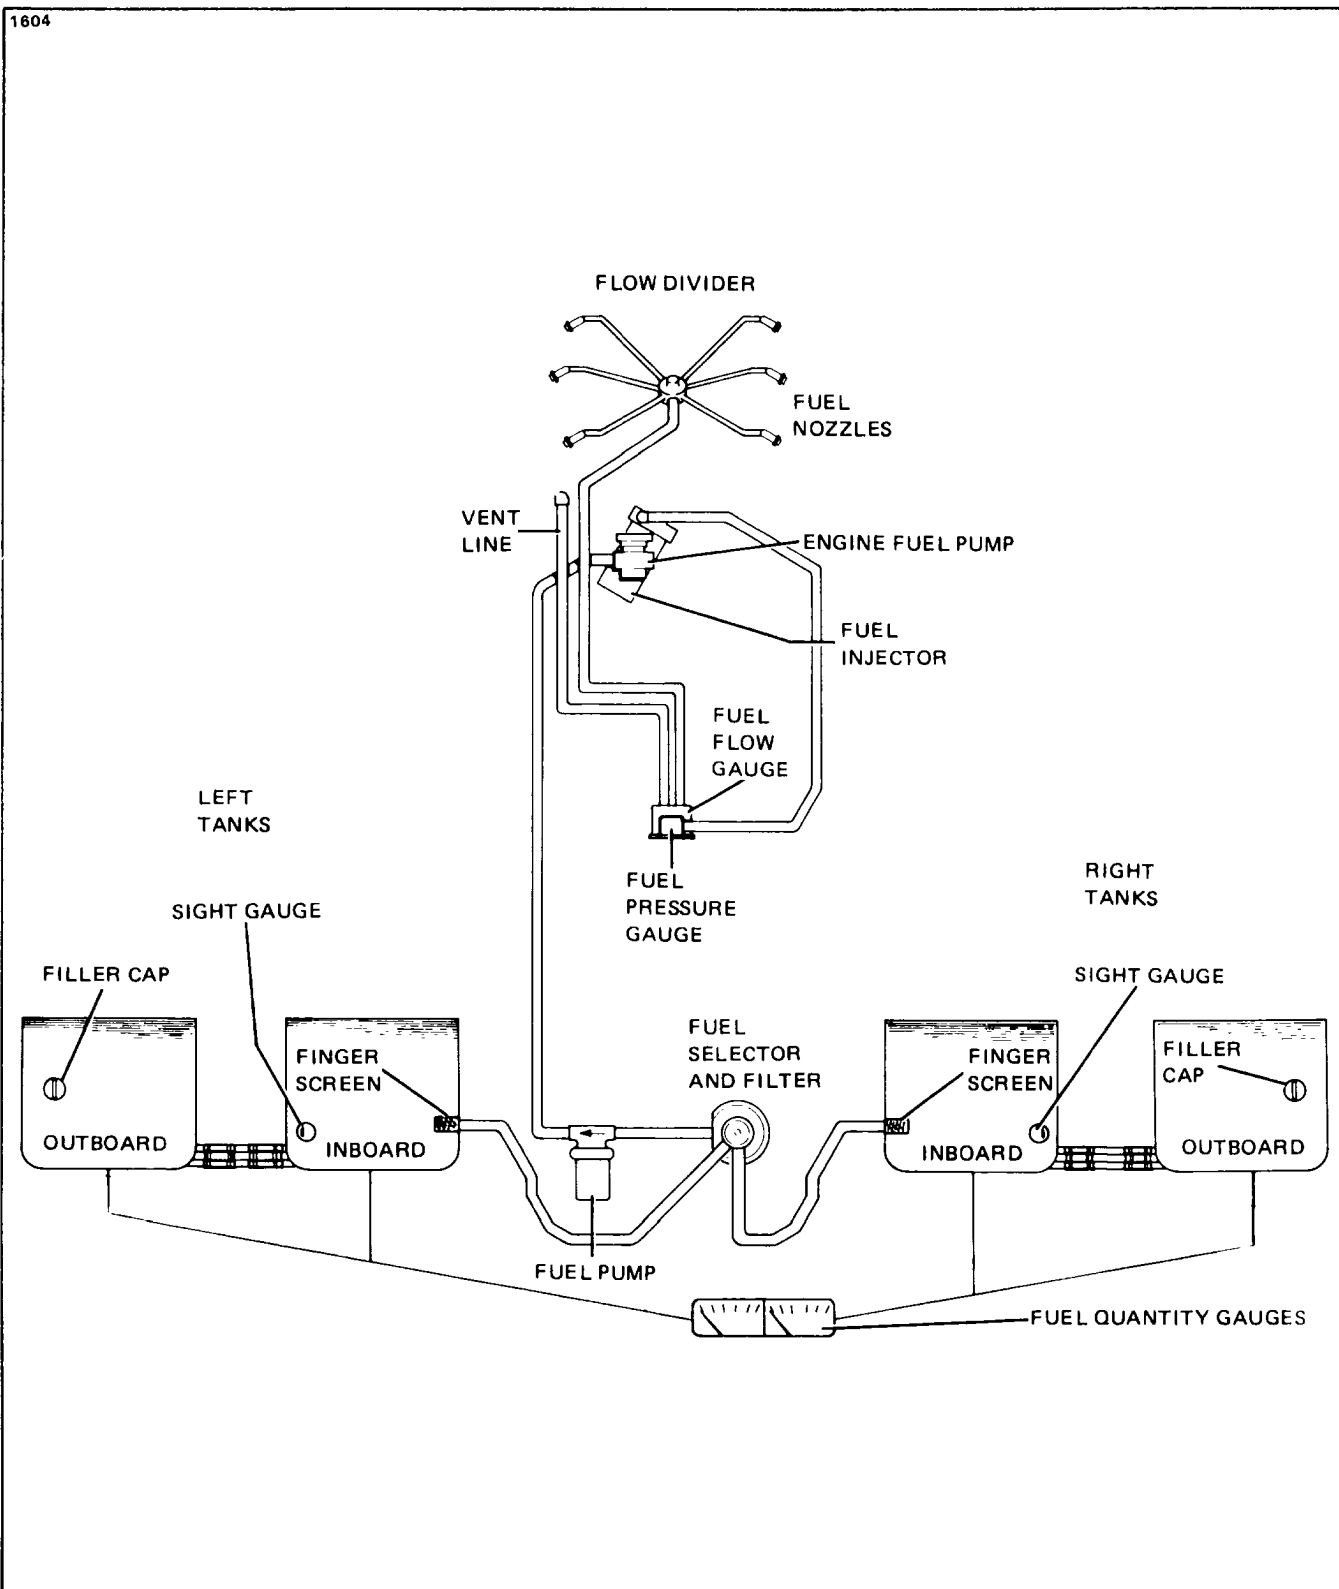 1604
FLOW DIVIDER
FUEL
NOZZLES
VENT
LINE
ENGINE FUEL PUMP
FUEL
INJECTOR
FUEL
FLOW
GAUGE
LEFT
TANKS
FUEL
PRESSURE
GAUGE
RIGHT
TANKS
SIGHT GAUGE
FILLER CAP
SIGHT GAUGE
FUEL
SELECTOR
AND FILTER
FINGER
SCREEN
FINGER
SCREEN
FILLER
CAP
OUTBOARD
INBOARD
INBOARD
OUTBOARD
FUEL PUMP
FUEL QUANTITY GAUGES